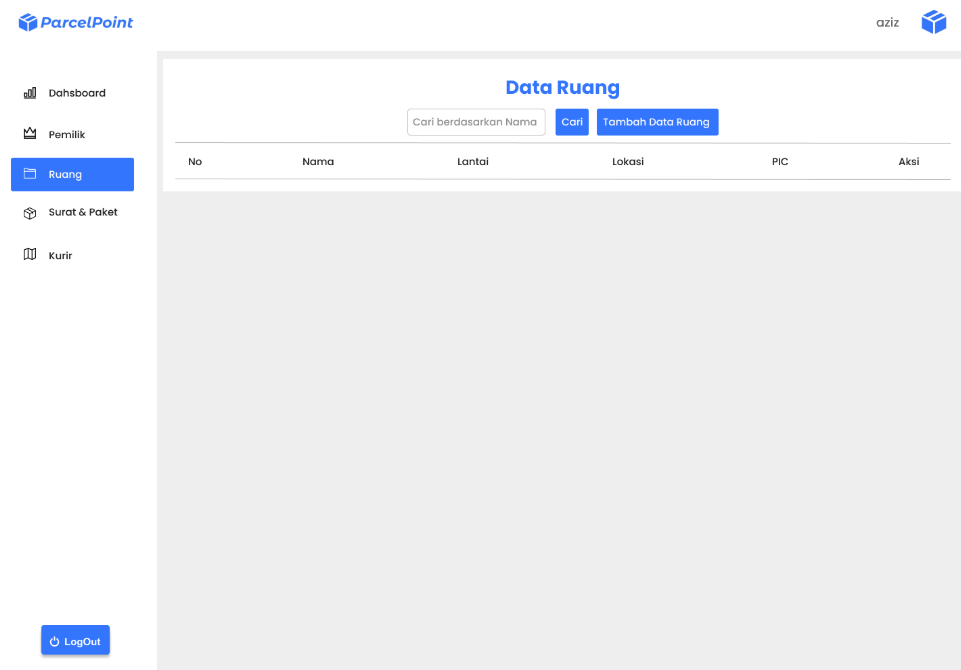 ParcelPoint
aziz
Dahsboard
Pemilik
Ruang
Surat & Paket
Kurir
LogOut
Data Ruang
Cari berdasarkan Nama Cari Tambah Data Ruang
No Nama Lantai Lokasi PIC Aksi